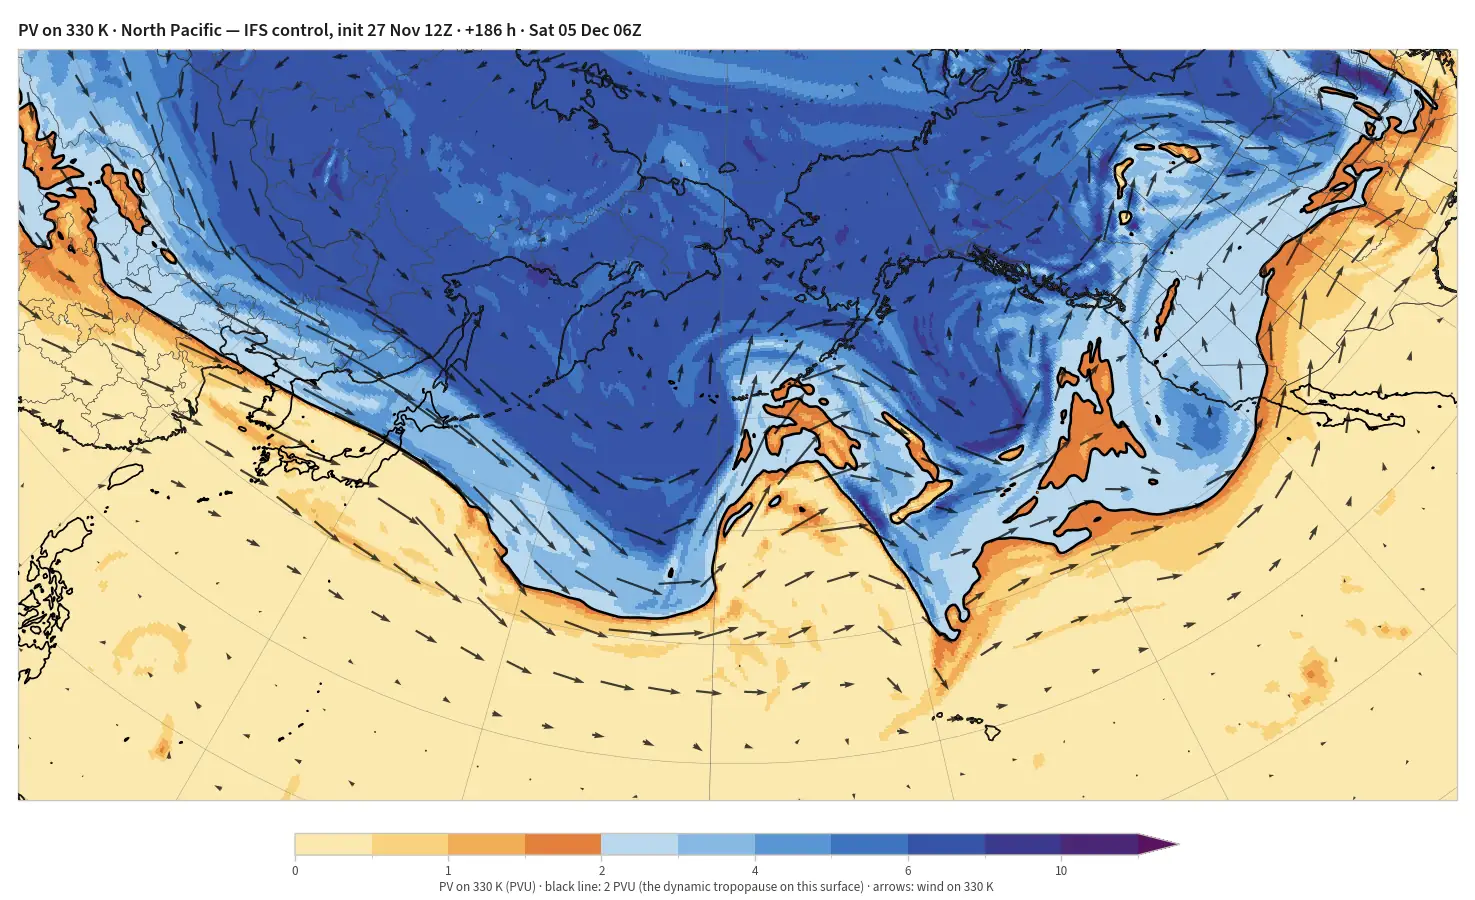 PV on 330 K · North Pacific — IFS control, init 27 Nov 12Z · +186 h · Sat 05 Dec 06Z
0 1 2 4 6 10
PV on 330 K (PVU) · black line: 2 PVU (the dynamic tropopause on this surface) · arrows: wind on 330 K